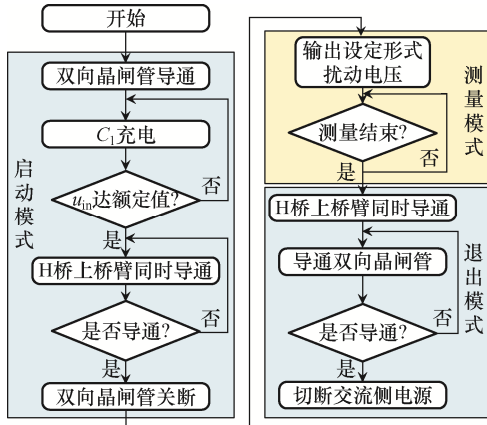 开始
启动模式
双向晶闸管导通
C1充电
uin达额定值?
否
是
H桥上桥臂同时导通
是否导通?
否
是
双向晶闸管关断
测量模式
输出设定形式
扰动电压
测量结束?
否
是
退出模式
H桥上桥臂同时导通
导通双向晶闸管
是否导通?
否
是
切断交流侧电源